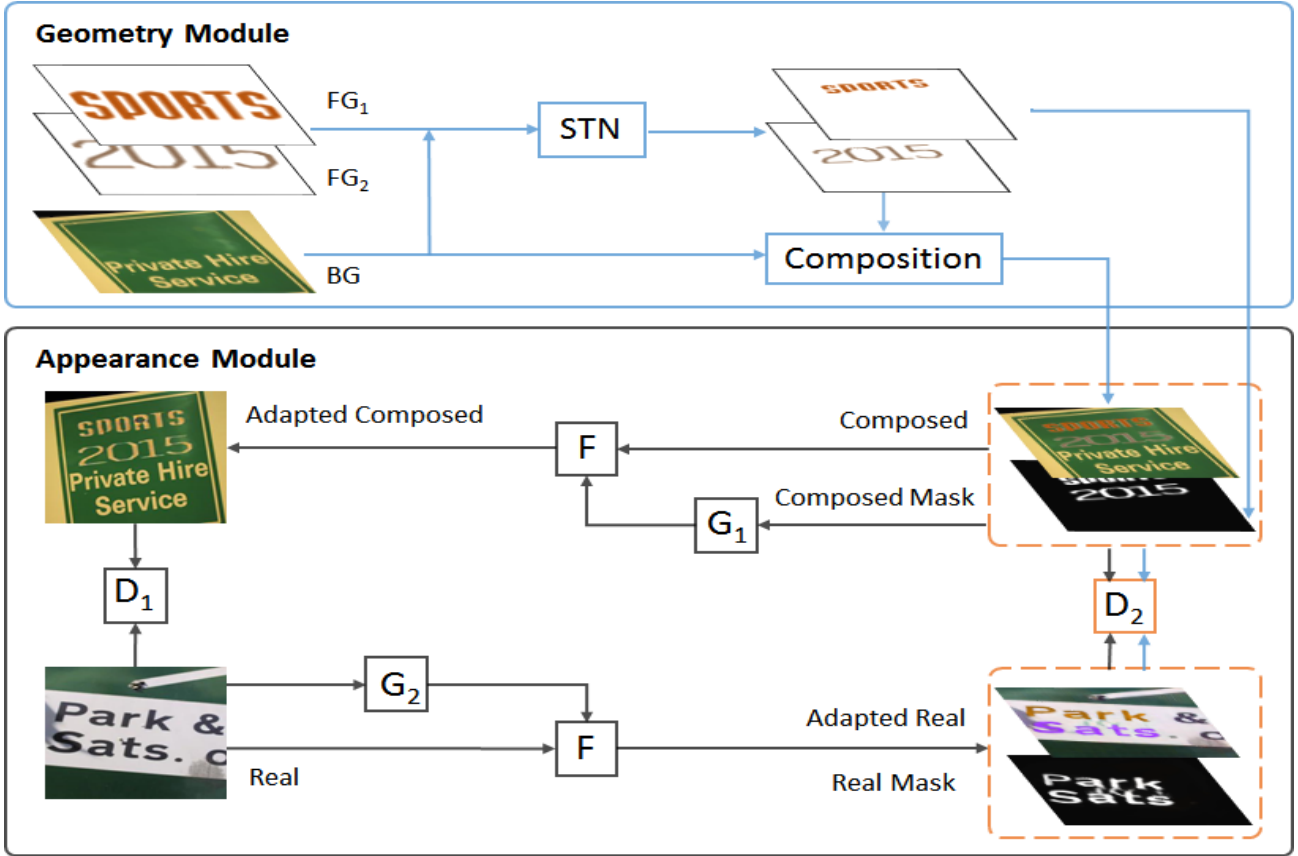 Geometry Module
SPORTS
FG1
2015
FG2
STN
SPORTS
2015
Private Hire
Service
BG
Composition
Appearance Module
SPORTS
2015
Private Hire
Service
Adapted Composed
F
Composed
SPORTS
2015
Private Hire
Service
Composed Mask
G1
SPORTS
2015
D1
D2
Park &
Sats. c
G2
Real
F
Adapted Real
Real Mask
Park &
Sats. c
Park
Sats